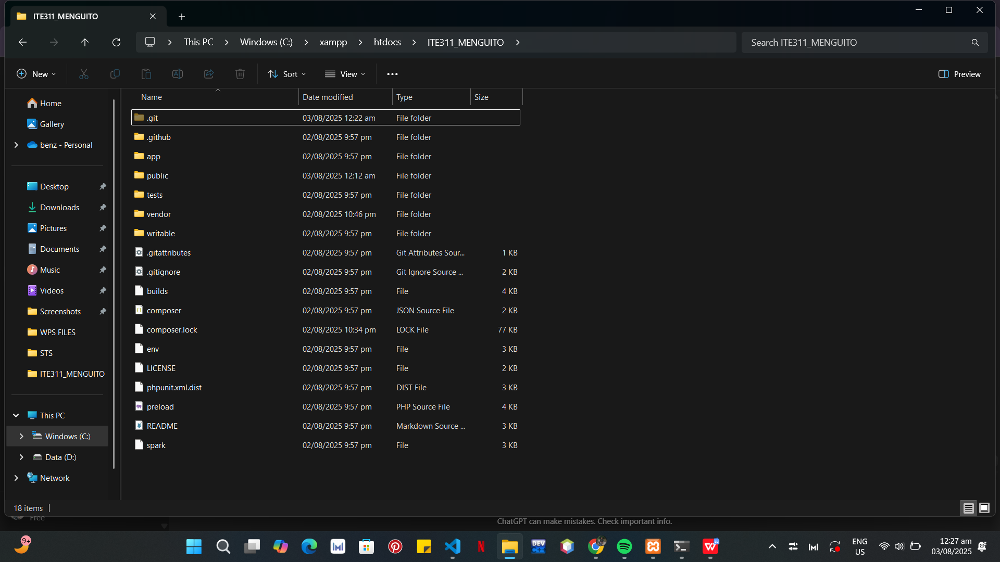 ITE311_MENGUITO
This PC
Windows (C:)
xampp
htdocs
ITE311_MENGUITO
Search ITE311_MENGUITO
New
Sort
View
Preview
Home
Gallery
benz - Personal
Desktop
Downloads
Pictures
Documents
Music
Videos
Screenshots
WPS FILES
STS
ITE311_MENGUITO
This PC
Windows (C:)
Data (D:)
Network
Name Date modified Type Size
.git 03/08/2025 12:22 am File folder
.github 02/08/2025 9:57 pm File folder
app 02/08/2025 9:57 pm File folder
public 03/08/2025 12:12 am File folder
tests 02/08/2025 9:57 pm File folder
vendor 02/08/2025 10:46 pm File folder
writable 02/08/2025 9:57 pm File folder
.gitattributes 02/08/2025 9:57 pm Git Attributes Sour... 1 KB
.gitignore 02/08/2025 9:57 pm Git Ignore Source ... 2 KB
builds 02/08/2025 9:57 pm File 4 KB
composer 02/08/2025 9:57 pm JSON Source File 2 KB
composer.lock 02/08/2025 10:34 pm LOCK File 77 KB
env 02/08/2025 9:57 pm File 3 KB
LICENSE 02/08/2025 9:57 pm File 2 KB
phpunit.xml.dist 02/08/2025 9:57 pm DIST File 3 KB
preload 02/08/2025 9:57 pm PHP Source File 4 KB
README 02/08/2025 9:57 pm Markdown Source ... 3 KB
spark 02/08/2025 9:57 pm File 3 KB
18 items
Free
ChatGPT can make mistakes. Check important info.
9+
DEV
C++
ENG
US
12:27 am
03/08/2025